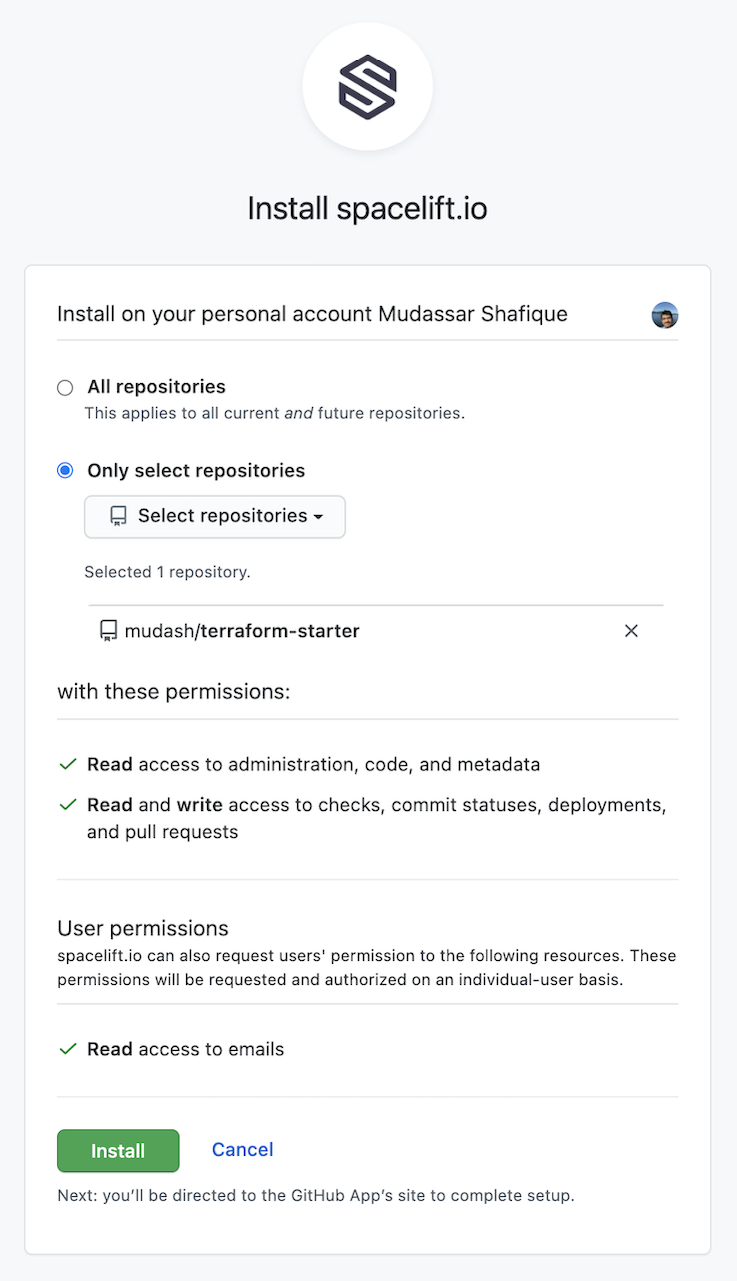 Install spacelift.io
Install on your personal account Mudassar Shafique
All repositories
This applies to all current and future repositories.
Only select repositories
Select repositories
Selected 1 repository.
mudash/terraform-starter
with these permissions:
Read access to administration, code, and metadata
Read and write access to checks, commit statuses, deployments,
and pull requests
User permissions
spacelift.io can also request users' permission to the following resources. These
permissions will be requested and authorized on an individual-user basis.
Read access to emails
Install Cancel
Next: you’ll be directed to the GitHub App’s site to complete setup.